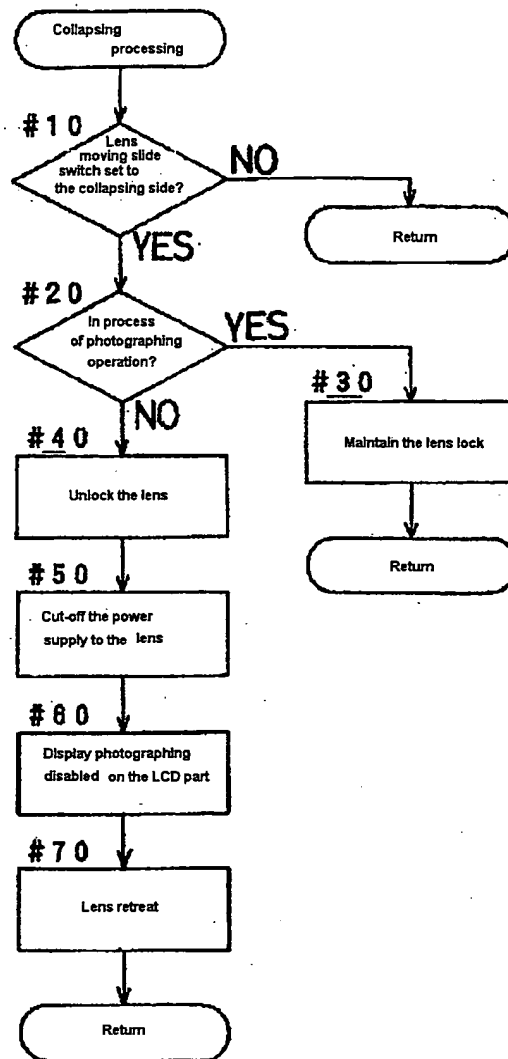 Collapsing
processing
#10
Lens
moving slide
switch set to
the collapsing side?
NO
Return
YES
#20
In process
of photographing
operation?
YES
#30
Maintain the lens lock
Return
NO
#40
Unlock the lens
#50
Cut-off the power
supply to the lens
#60
Display photographing
disabled on the LCD part
#70
Lens retreat
Return